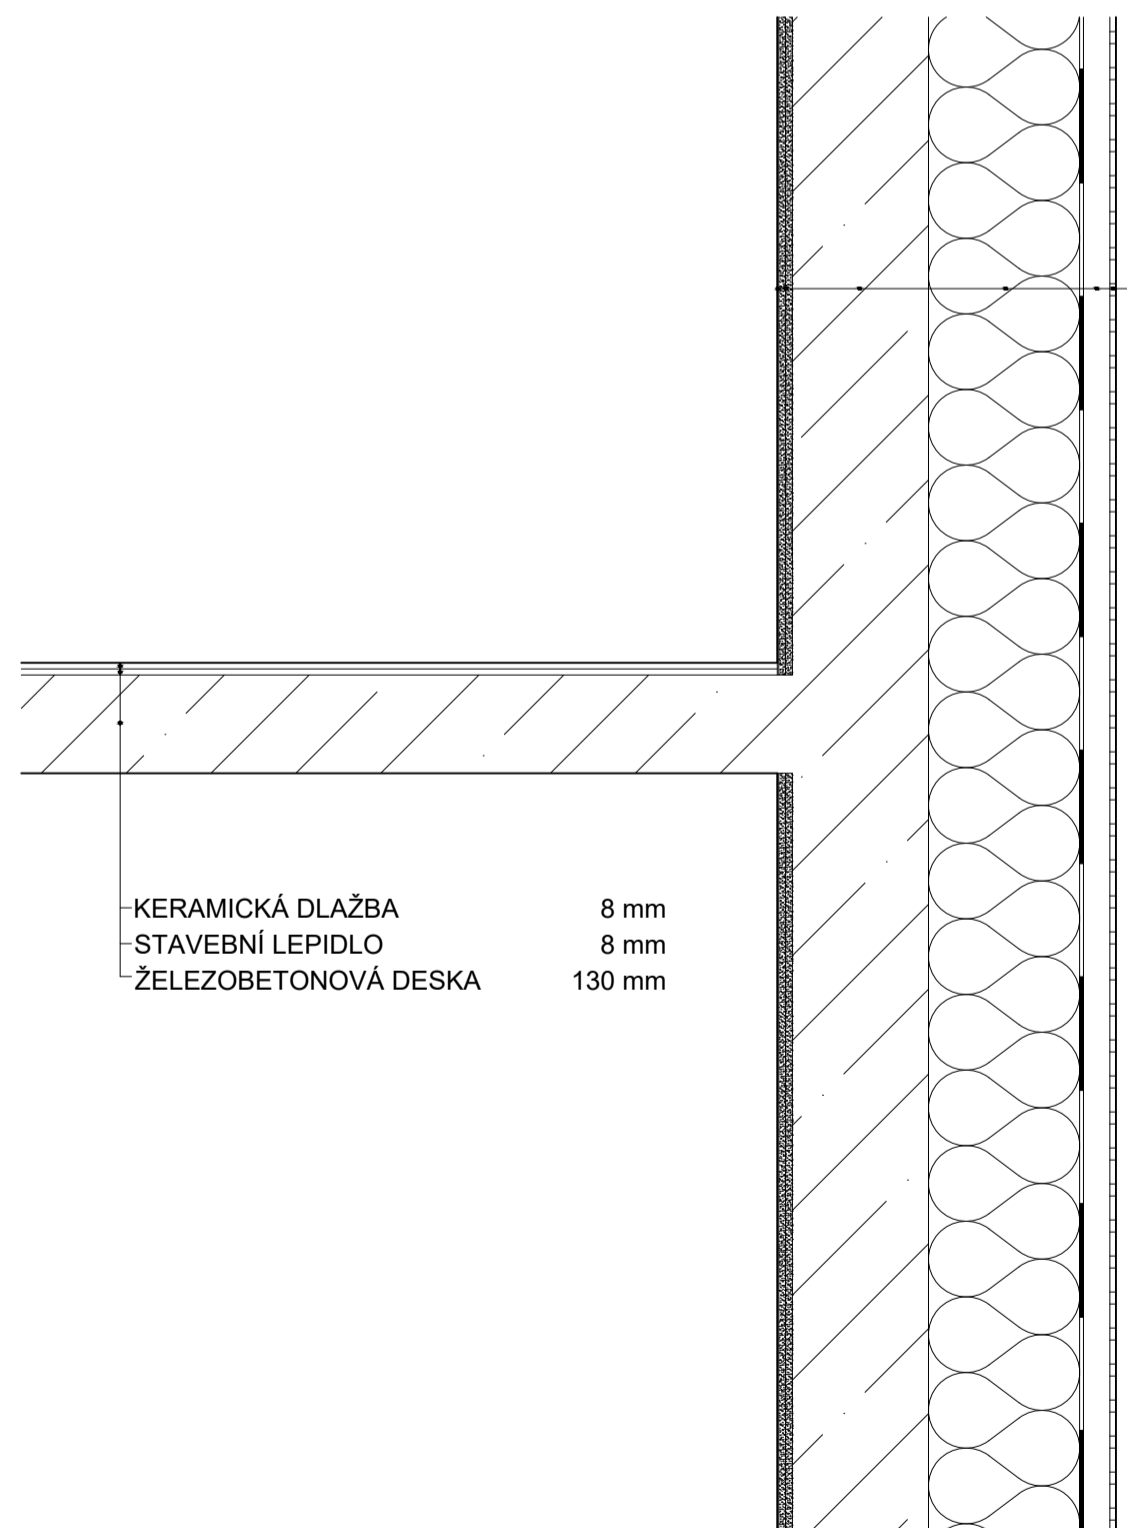 KERAMICKÁ DLAŽBA 8 mm
STAVEBNÍ LEPIDLO 8 mm
ŽELEZOBETONOVÁ DESKA 130 mm